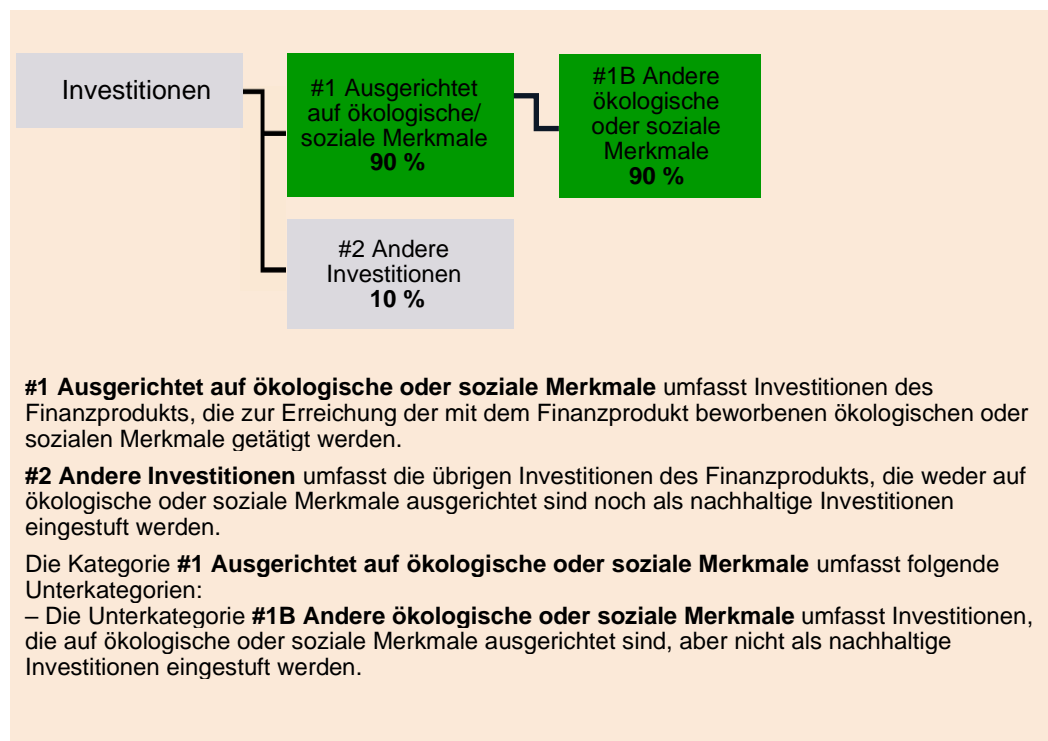 Investitionen
#1 Ausgerichtet
auf ökologische/
soziale Merkmale
90 %
#1B Andere
ökologische
oder soziale
Merkmale
90 %
#2 Andere
Investitionen
10 %
#1 Ausgerichtet auf ökologische oder soziale Merkmale umfasst Investitionen des
Finanzprodukts, die zur Erreichung der mit dem Finanzprodukt beworbenen ökologischen oder
sozialen Merkmale getätigt werden.
#2 Andere Investitionen umfasst die übrigen Investitionen des Finanzprodukts, die weder auf
ökologische oder soziale Merkmale ausgerichtet sind noch als nachhaltige Investitionen
eingestuft werden.
Die Kategorie #1 Ausgerichtet auf ökologische oder soziale Merkmale umfasst folgende
Unterkategorien:
– Die Unterkategorie #1B Andere ökologische oder soziale Merkmale umfasst Investitionen,
die auf ökologische oder soziale Merkmale ausgerichtet sind, aber nicht als nachhaltige
Investitionen eingestuft werden.